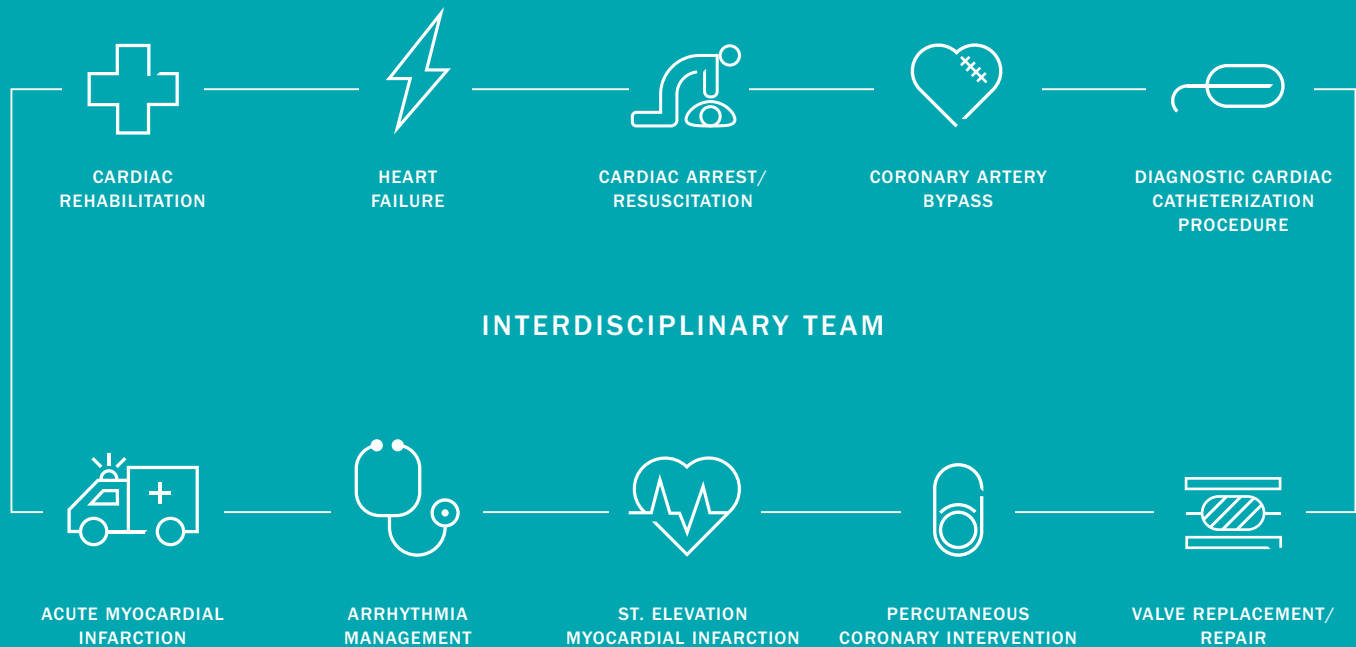 CARDIAC
REHABILITATION
HEART
FAILURE
CARDIAC ARREST/
RESUSCITATION
CORONARY ARTERY
BYPASS
DIAGNOSTIC CARDIAC
CATHETERIZATION
PROCEDURE
INTERDISCIPLINARY TEAM
ACUTE MYOCARDIAL
INFARCTION
ARRHYTHMIA
MANAGEMENT
ST. ELEVATION
MYOCARDIAL INFARCTION
PERCUTANEOUS
CORONARY INTERVENTION
VALVE REPLACEMENT/
REPAIR